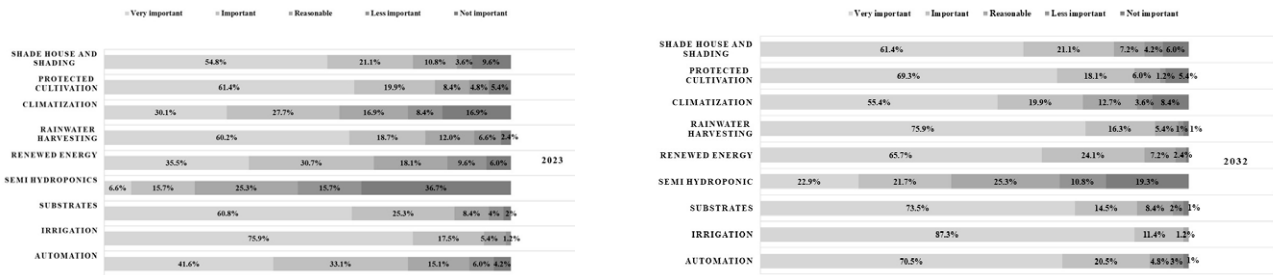 Very important Important Reasonable Less important Not important
SHADE HOUSE AND
SHADING
54.8% 21.1% 10.8% 3.6% 9.6%
PROTECTED
CULTIVATION
61.4% 19.9% 8.4% 4.8% 5.4%
CLIMATIZATION
30.1% 27.7% 16.9% 8.4% 16.9%
RAINWATER
HARVESTING
60.2% 18.7% 12.0% 6.6% 2.4%
RENEWED ENERGY
35.5% 30.7% 18.1% 9.6% 6.0%
2023
SEMI HYDROPONICS
6.6% 15.7% 25.3% 15.7% 36.7%
SUBSTRATES
60.8% 25.3% 8.4% 4% 2%
IRRIGATION
75.9% 17.5% 5.4% 1.2%
AUTOMATION
41.6% 33.1% 15.1% 6.0% 4.2%
Very important Important Reasonable Less important Not important
SHADE HOUSE AND
SHADING
61.4% 21.1% 7.2% 4.2% 6.0%
PROTECTED
CULTIVATION
69.3% 18.1% 6.0% 1.2% 5.4%
CLIMATIZATION
55.4% 19.9% 12.7% 3.6% 8.4%
RAINWATER
HARVESTING
75.9% 16.3% 5.4% 1% 1%
RENEWED ENERGY
65.7% 24.1% 7.2% 2.4%
2032
SEMI HYDROPONIC
22.9% 21.7% 25.3% 10.8% 19.3%
SUBSTRATES
73.5% 14.5% 8.4% 2% 1%
IRRIGATION
87.3% 11.4% 1.2%
AUTOMATION
70.5% 20.5% 4.8% 3% 1%